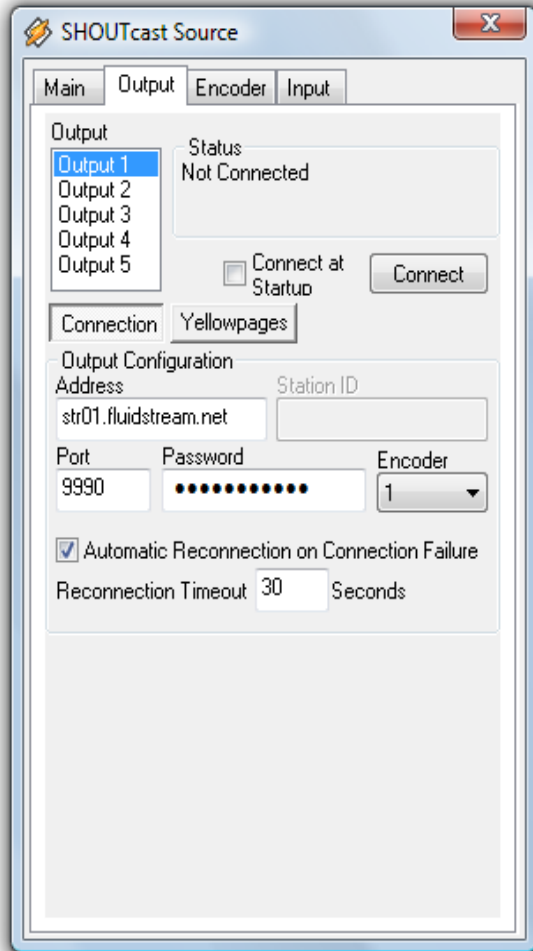 SHOUTcast Source
Main Output Encoder Input
Output
Output 1
Output 2
Output 3
Output 4
Output 5
Status
Not Connected
Connect at
Startup
Connect
Connection Yellowpages
Output Configuration
Address Station ID
str01.fluidstream.net
Port Password Encoder
9990 ●●●●●●●●●●● 1
Automatic Reconnection on Connection Failure
Reconnection Timeout 30 Seconds